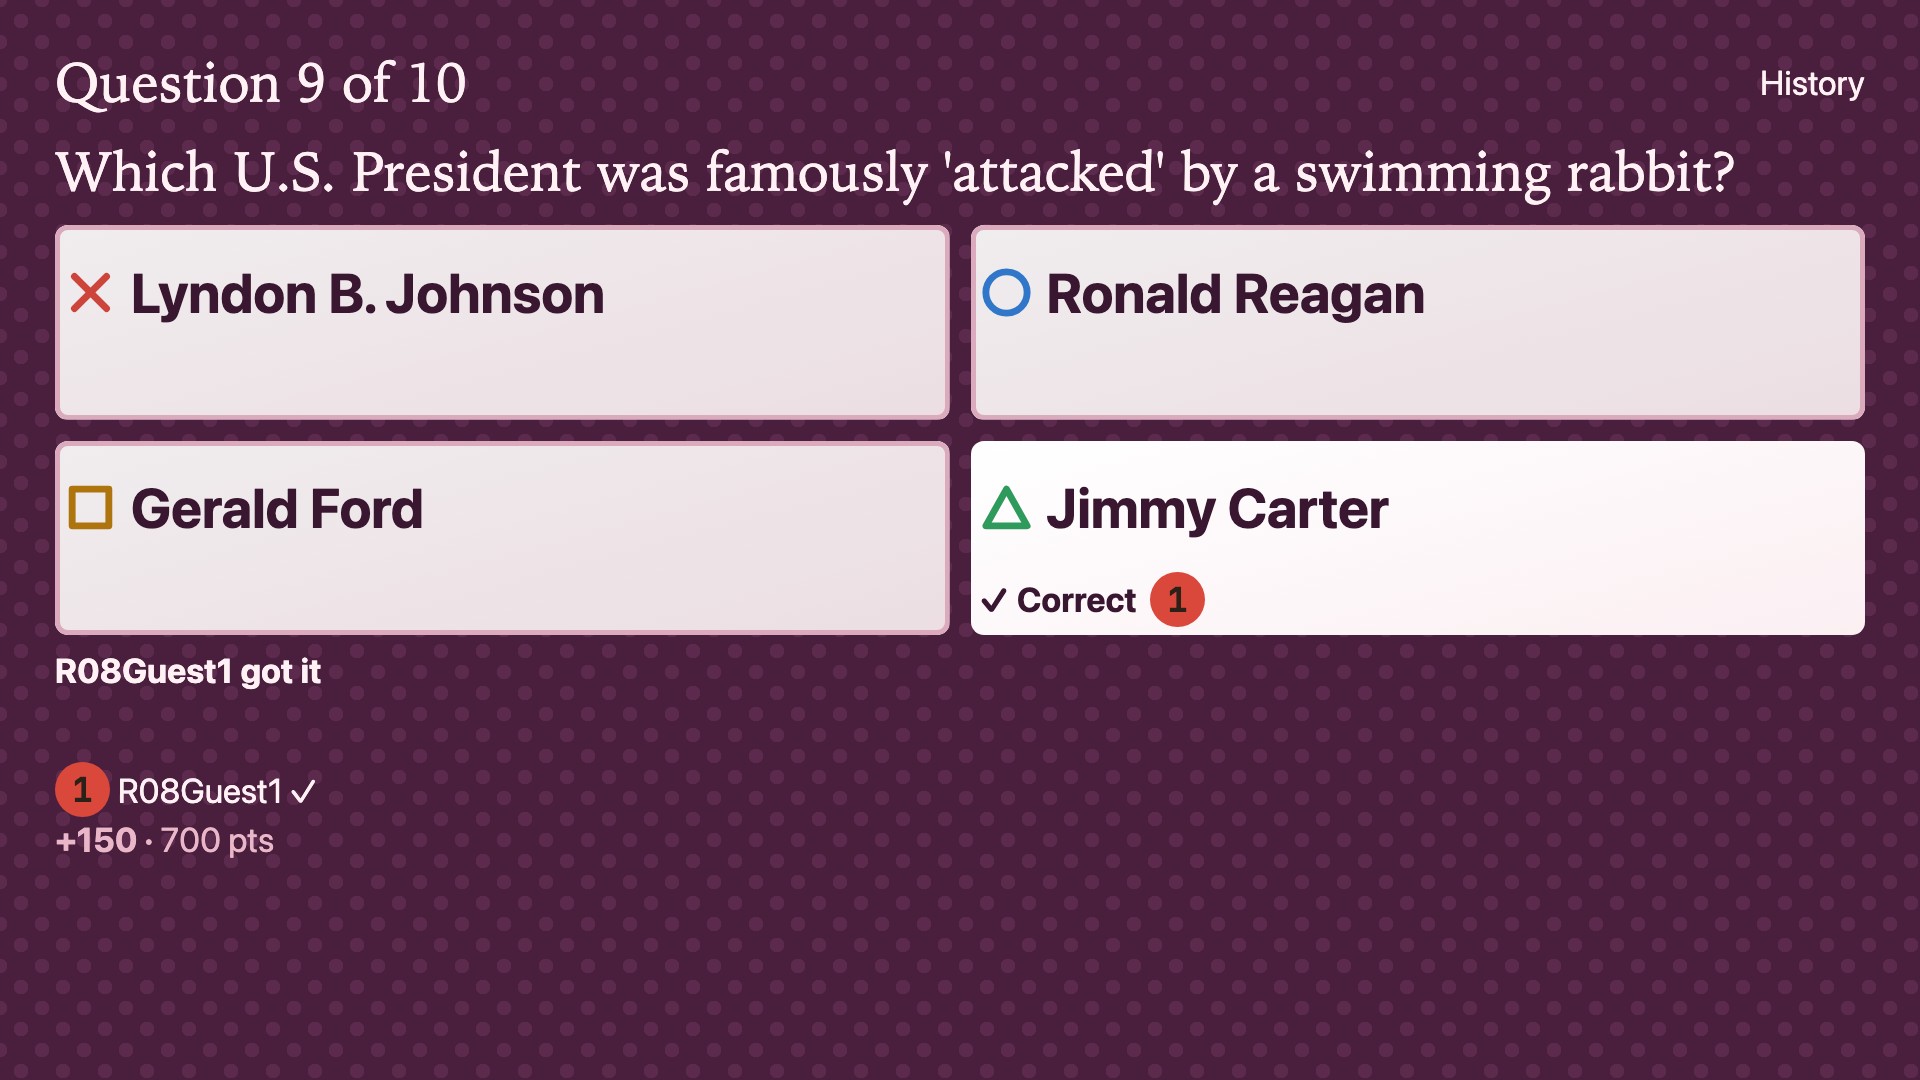 Question 9 of 10
History
Which U.S. President was famously 'attacked' by a swimming rabbit?
Lyndon B. Johnson
Ronald Reagan
Gerald Ford
Jimmy Carter
✓ Correct 1
R08Guest1 got it
1 R08Guest1 ✓
+150 · 700 pts